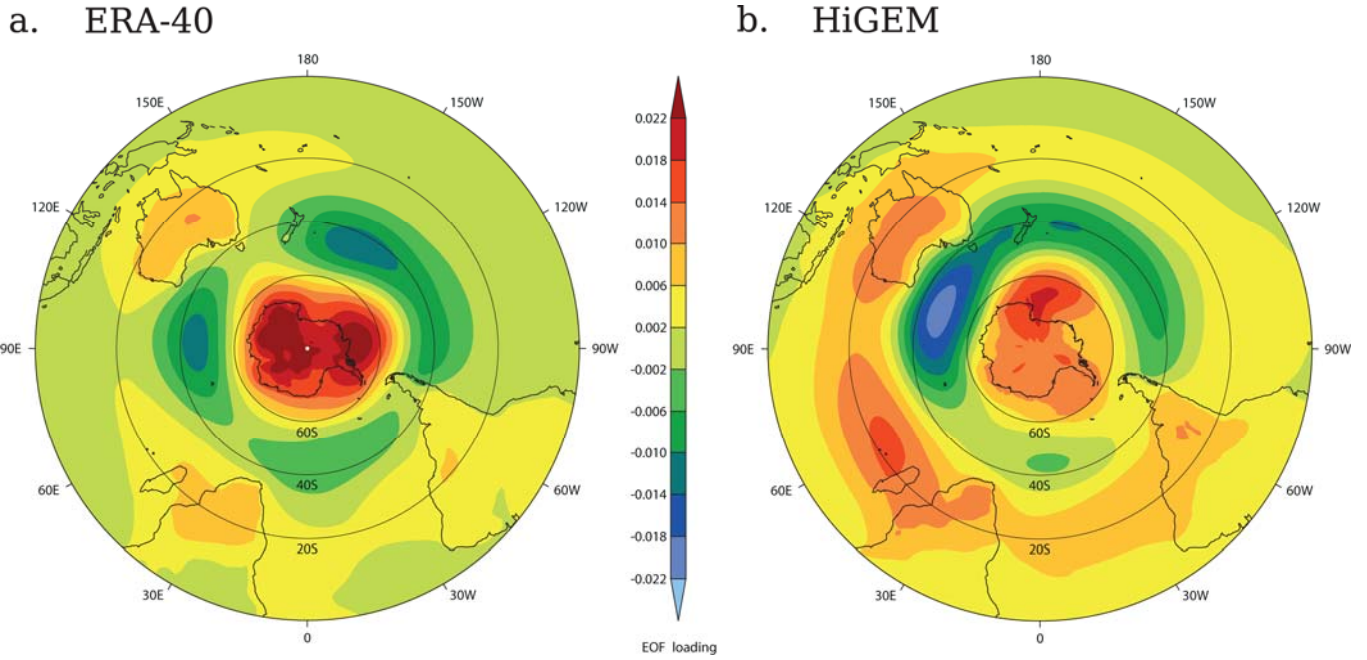 a. ERA-40
b. HiGEM
180
150E
150W
120E
120W
90E
90W
60S
40S
20S
60E
60W
30E
30W
0
0.022
0.018
0.014
0.010
0.006
0.002
-0.002
-0.006
-0.010
-0.014
-0.018
-0.022
EOF loading
180
150E
150W
120E
120W
90E
90W
60S
40S
20S
60E
60W
30E
30W
0